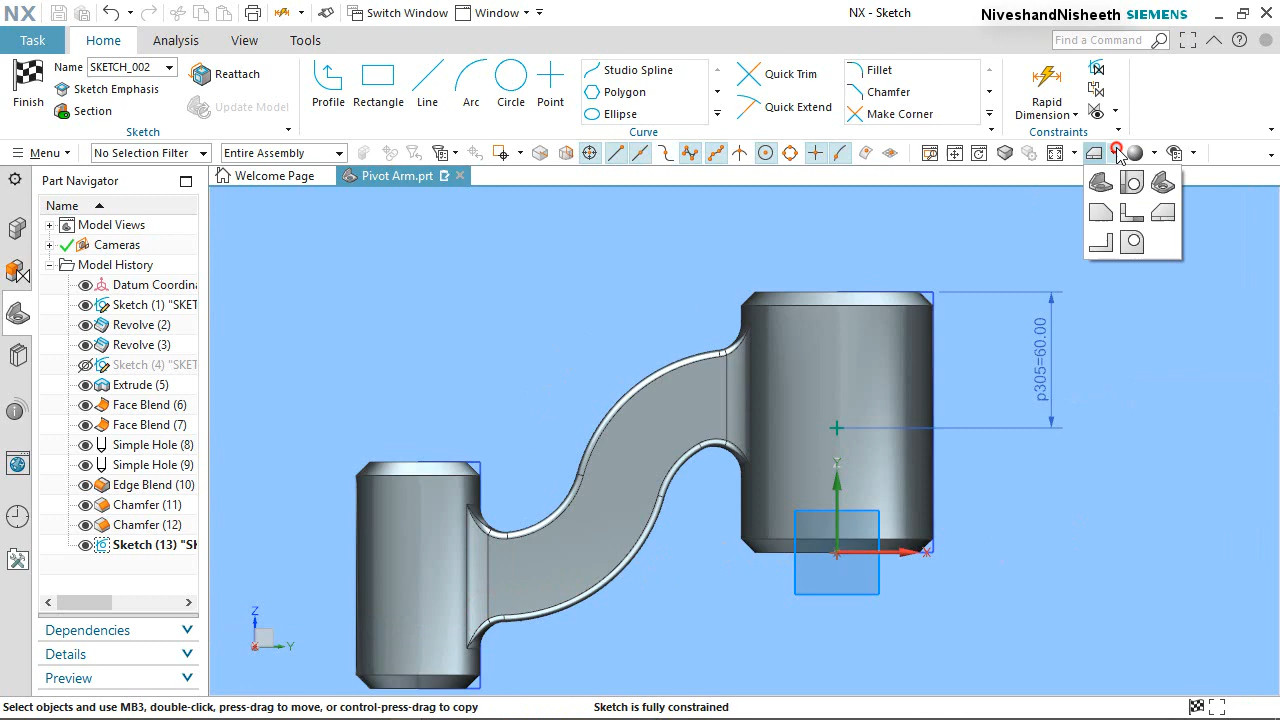 NX Switch Window Window NX - Sketch NiveshandNisheeth SIEMENS
Task Home Analysis View Tools Find a Command
Finish
Name SKETCH_002
Sketch Emphasis
Section
Reattach
Update Model
Sketch
Profile Rectangle Line Arc Circle Point
Studio Spline
Polygon
Ellipse
Quick Trim
Quick Extend
Fillet
Chamfer
Make Corner
Curve
Rapid
Dimension
Constraints
Menu No Selection Filter Entire Assembly
Part Navigator
Welcome Page Pivot Arm.prt
Name
Model Views
Cameras
Model History
Datum Coordina
Sketch (1) "SKET
Revolve (2)
Revolve (3)
Sketch (4) "SKET
Extrude (5)
Face Blend (6)
Face Blend (7)
Simple Hole (8)
Simple Hole (9)
Edge Blend (10)
Chamfer (11)
Chamfer (12)
Sketch (13) "Sk
Dependencies
Details
Preview
p305=60.00
Y
X
Z
Y
Select objects and use MB3, double-click, press-drag to move, or control-press-drag to copy
Sketch is fully constrained